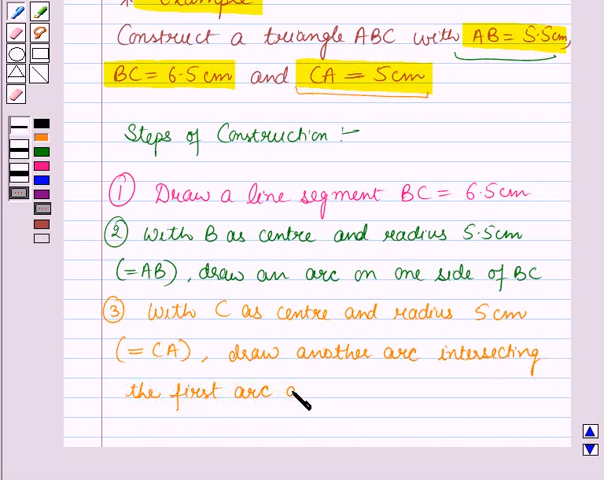 * Example
Construct a triangle ABC with AB = 5.5cm,
BC = 6.5cm and CA = 5cm
Steps of Construction :-
① Draw a line segment BC = 6.5cm
② With B as centre and radius 5.5cm
(=AB), draw an arc on one side of BC
③ With C as centre and radius 5cm
(= CA), draw another arc intersecting
the first arc a